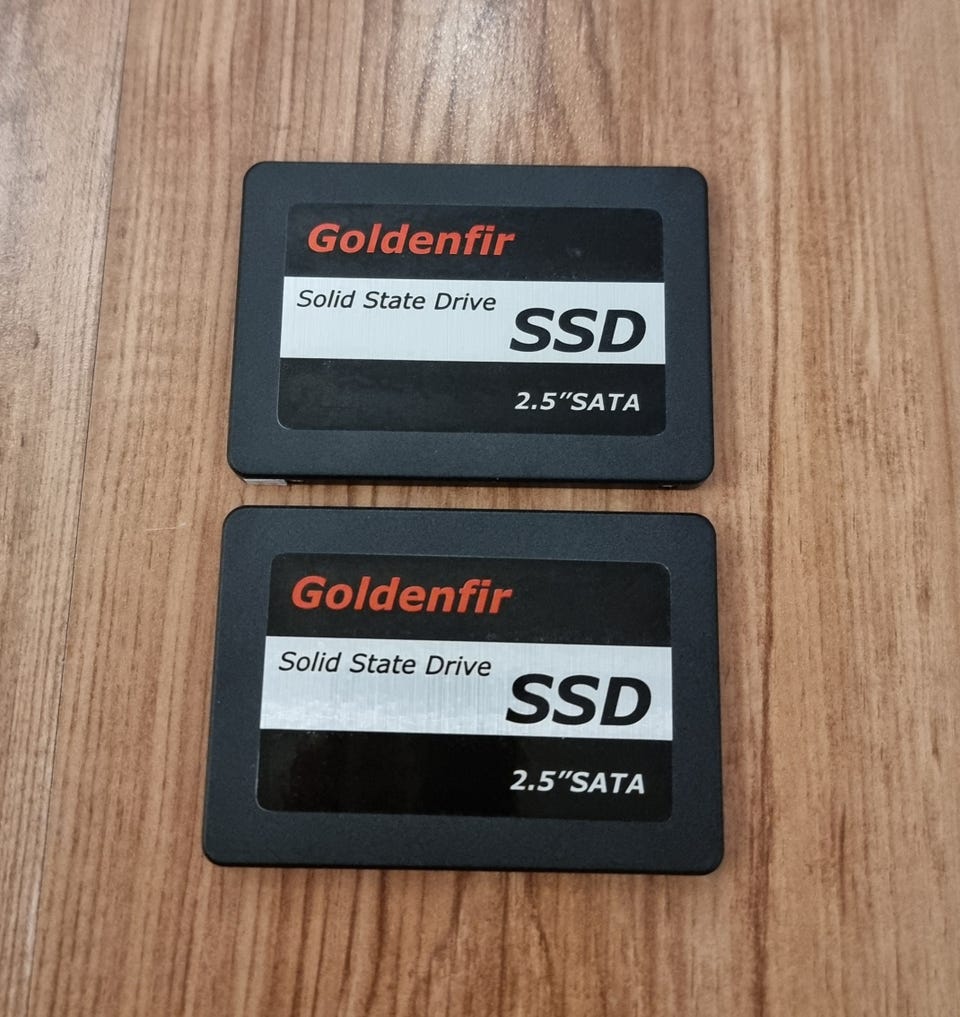 Goldenfir
Solid State Drive
SSD
2.5"SATA
Goldenfir
Solid State Drive
SSD
2.5"SATA